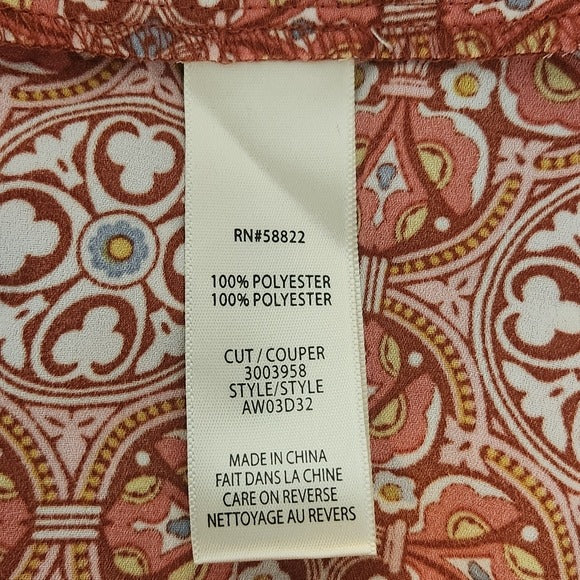 RN#58822
100% POLYESTER
100% POLYESTER
CUT / COUPER
3003958
STYLE/STYLE
AW03D32
MADE IN CHINA
FAIT DANS LA CHINE
CARE ON REVERSE
NETTOYAGE AU REVERS